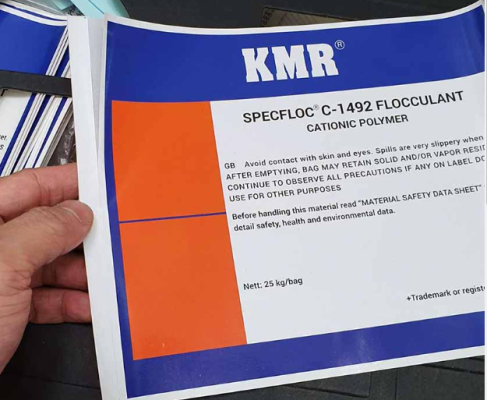 KMR®
SPECFLOC® C-1492 FLOCCULANT
CATIONIC POLYMER
GB Avoid contact with skin and eyes. Spills are very slippery when
AFTER EMPTYING, BAG MAY RETAIN SOLID AND/OR VAPOR RESI
CONTINUE TO OBSERVE ALL PRECAUTIONS IF ANY ON LABEL DO
USE FOR OTHER PURPOSES
Before handling this material read "MATERIAL SAFETY DATA SHEET"
detail safety, health and environmental data.
Nett: 25 kg/bag
+Trademark or registe